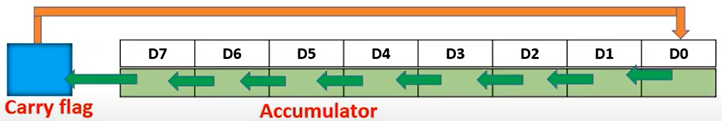 D7 D6 D5 D4 D3 D2 D1 D0
Carry flag
Accumulator